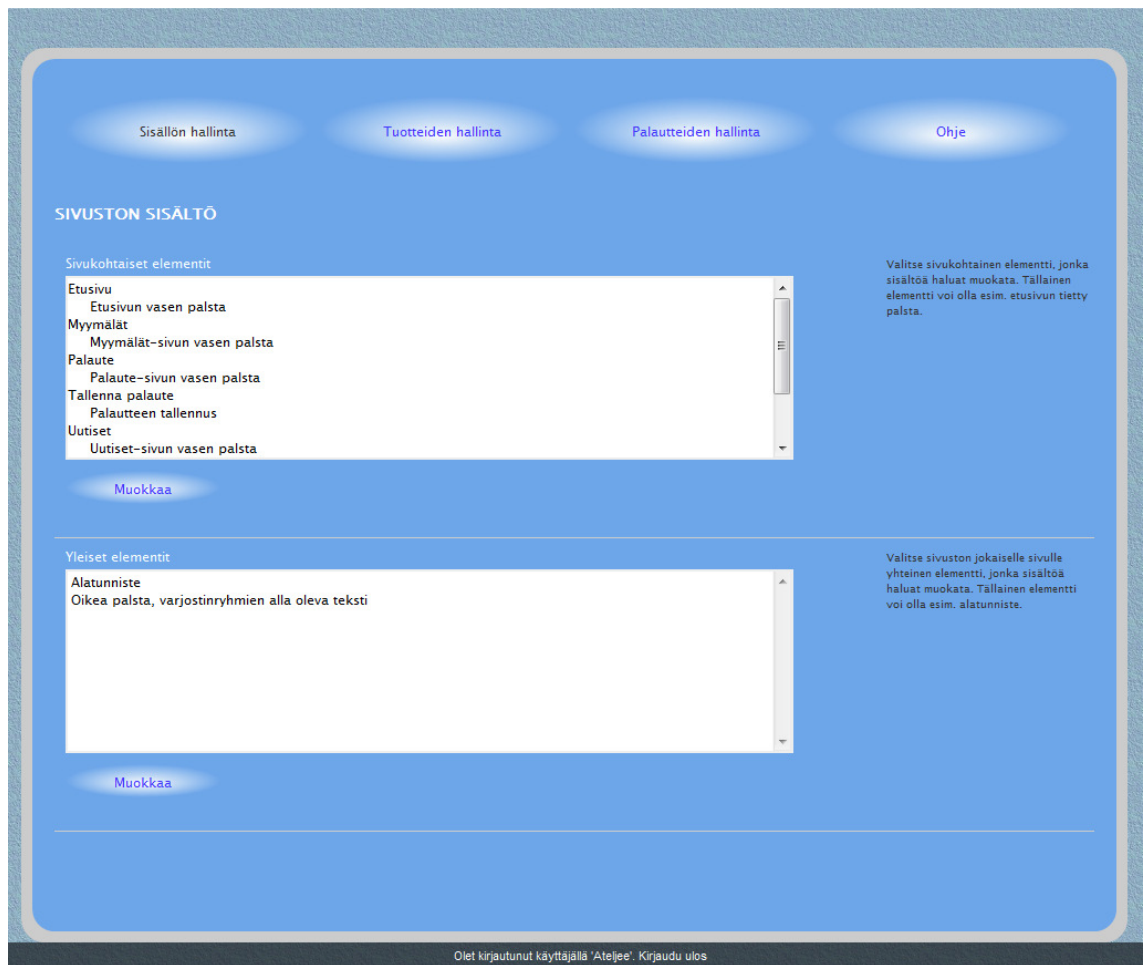 Sisällön hallinta Tuotteiden hallinta Palautteiden hallinta Ohje
SIVUSTON SISÄLTÖ
Sivukohtaiset elementit
Etusivu
Etusivun vasen palsta
Myymälät
Myymälät-sivun vasen palsta
Palaute
Palaute-sivun vasen palsta
Tallenna palaute
Palautteen tallennus
Uutiset
Uutiset-sivun vasen palsta
Valitse sivukohtainen elementti, jonka
sisältöä haluat muokata. Tällainen
elementti voi olla esim. etusivun tietty
palsta.
Muokkaa
Yleiset elementit
Alatunniste
Oikea palsta, varjostinryhmien alla oleva teksti
Valitse sivuston jokaiselle sivulle
yhteinen elementti, jonka sisältöä
haluat muokata. Tällainen elementti
voi olla esim. alatunniste.
Muokkaa
Olet kirjautunut käyttäjällä 'Ateljee'. Kirjaudu ulos